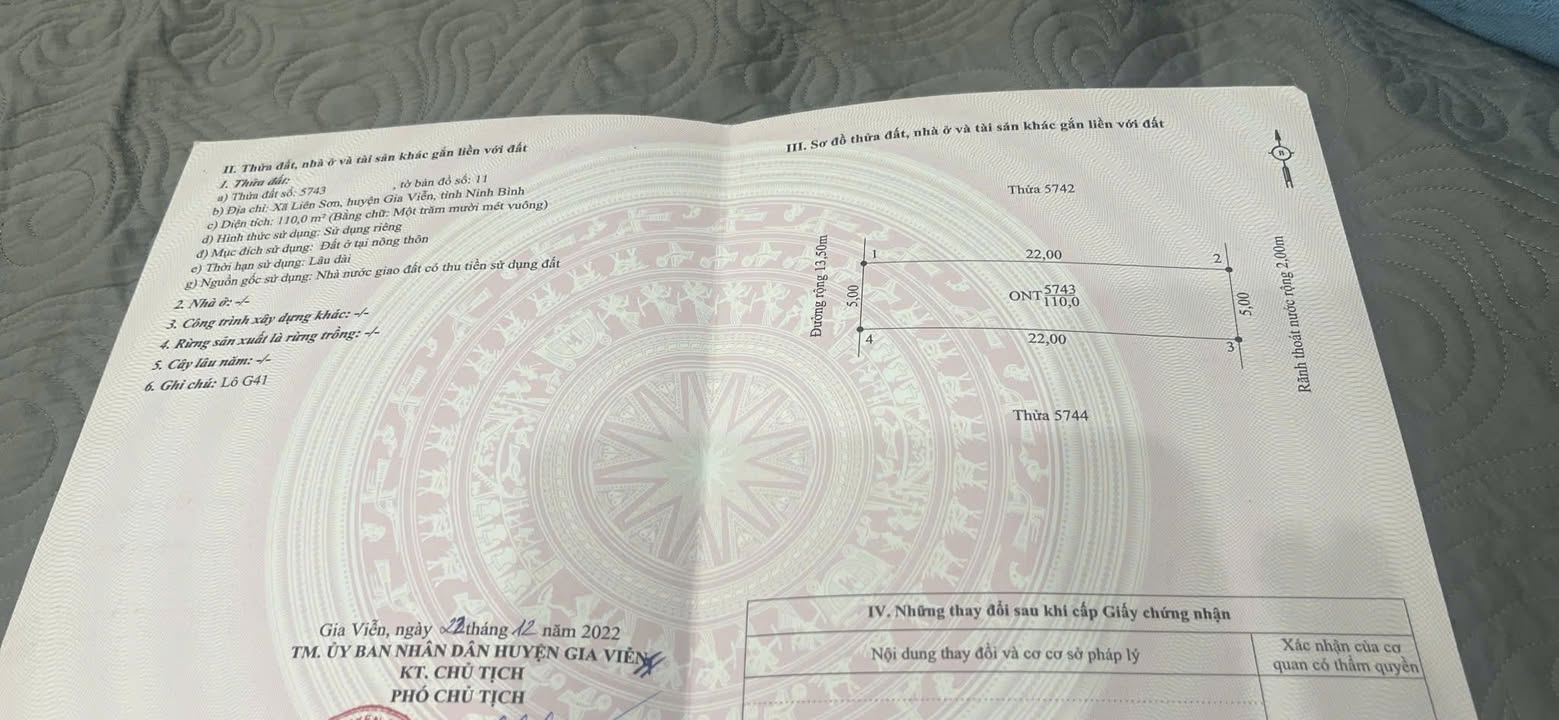 II. Thửa đất, nhà ở và tài sản khác gắn liền với đất
1. Thửa đất:
a) Thửa đất số: 5743 , tờ bản đồ số: 11
b) Địa chỉ: Xã Liên Sơn, huyện Gia Viễn, tỉnh Ninh Bình
c) Diện tích: 110,0 m² (Bằng chữ: Một trăm mười mét vuông)
d) Hình thức sử dụng: Sử dụng riêng
đ) Mục đích sử dụng: Đất ở tại nông thôn
e) Thời hạn sử dụng: Lâu dài
g) Nguồn gốc sử dụng: Nhà nước giao đất có thu tiền sử dụng đất
2. Nhà ở: -/-
3. Công trình xây dựng khác: -/-
4. Rừng sản xuất là rừng trồng: -/-
5. Cây lâu năm: -/-
6. Ghi chú: Lô G41
Gia Viễn, ngày 22 tháng 12 năm 2022
TM. ỦY BAN NHÂN DÂN HUYỆN GIA VIỄN
KT. CHỦ TỊCH
PHÓ CHỦ TỊCH
III. Sơ đồ thửa đất, nhà ở và tài sản khác gắn liền với đất
B
Thửa 5742
Đường rộng 13,50m
1
22,00
2
5,00
ONT 5743
110,0
5,00
Rãnh thoát nước rộng 2,00m
4
22,00
3
Thửa 5744
IV. Những thay đổi sau khi cấp Giấy chứng nhận
Nội dung thay đổi và cơ cơ sở pháp lý
Xác nhận của cơ
quan có thẩm quyền